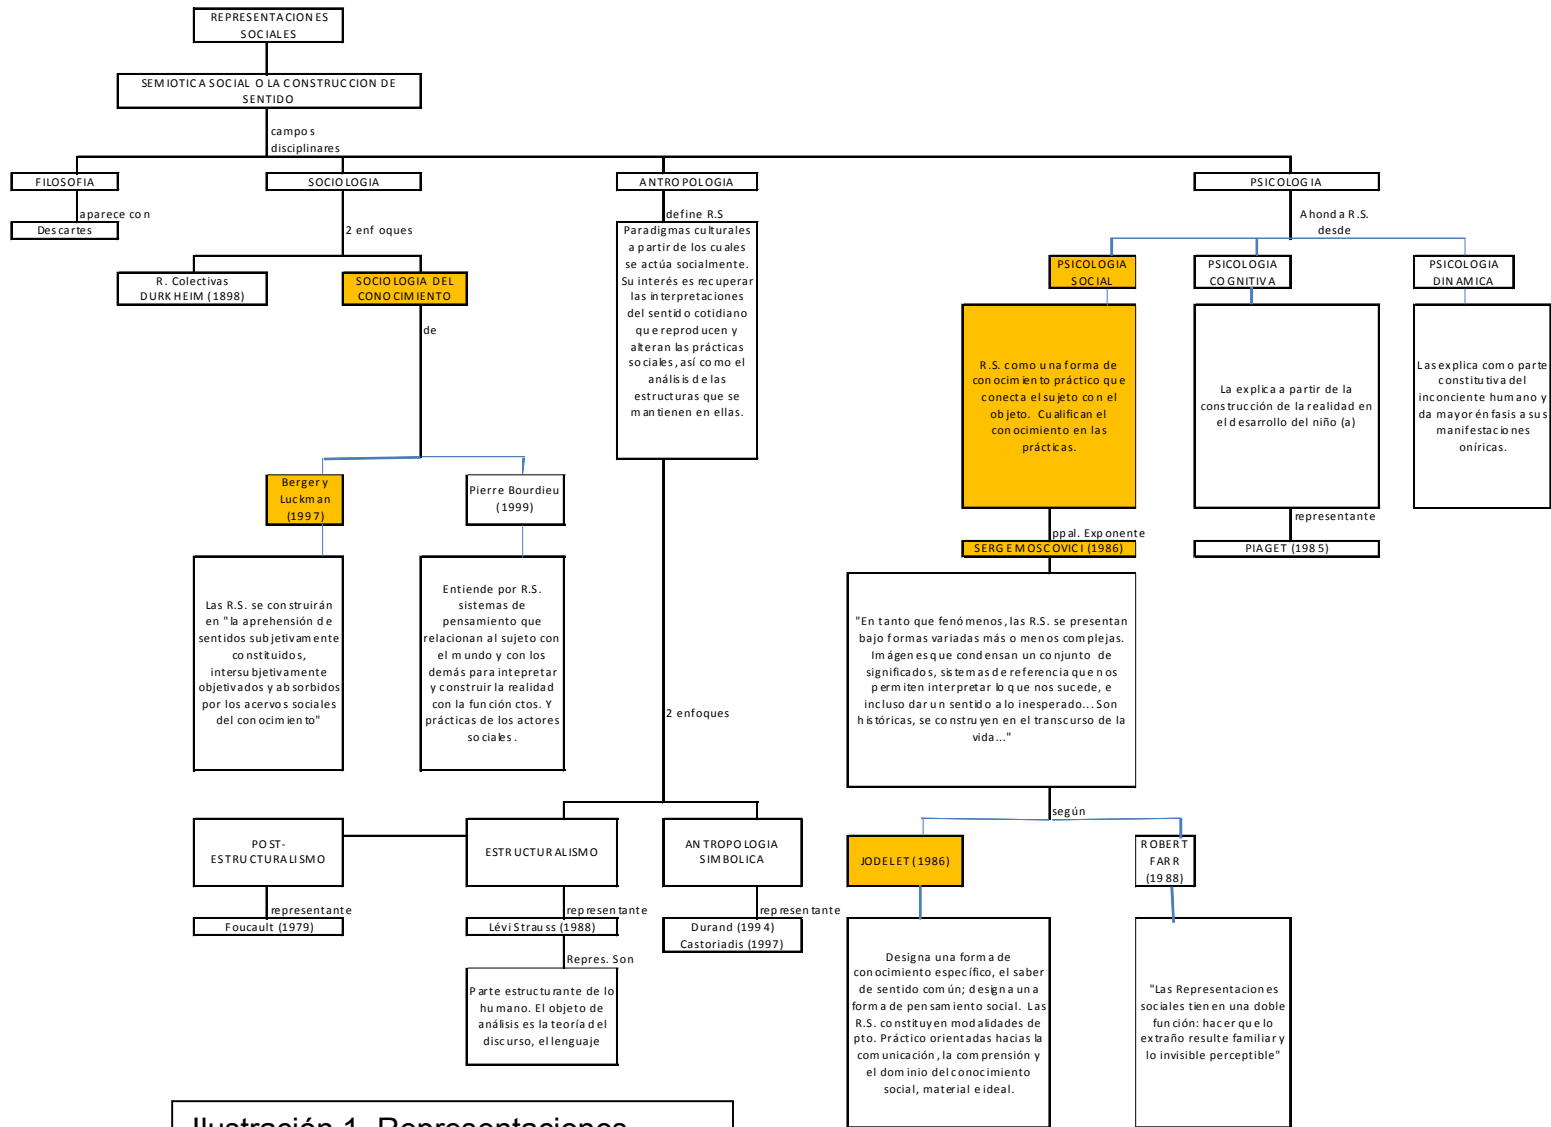 REPRESENTACIONES
SOCIALES
SEMIOTICA SOCIAL O LA CONSTRUCCION DE
SENTIDO
campos
disciplinares
FILOSOFIA
aparece con
Descartes
SOCIOLOGIA
2 enfoques
R. Colectivas
DURKHEIM (1898)
SOCIOLOGIA DEL
CONOCIMIENTO
de
Berger y
Luckman
(1997)
Las R.S. se construirán
en "la aprehensión de
sentidos subjetivamente
constituidos,
intersubjetivamente
objetivados y absorbidos
por los acervos sociales
del conocimiento"
Pierre Bourdieu
(1999)
Entiende por R.S.
sistemas de
pensamiento que
relacionan al sujeto con
el mundo y con los
demás para intepretar
y construir la realidad
con la función ctos. Y
prácticas de los actores
sociales.
ANTROPOLOGIA
define R.S
Paradigmas culturales
a partir de los cuales
se actúa socialmente.
Su interés es recuperar
las interpretaciones
del sentido cotidiano
que reproducen y
alteran las prácticas
sociales, así como el
análisis de las
estructuras que se
mantienen en ellas.
2 enfoques
POST-
ESTRUCTURALISMO
representante
Foucault (1979)
ESTRUCTURALISMO
representante
Lévi Strauss (1988)
Repres. Son
Parte estructurante de lo
humano. El objeto de
análisis es la teoría del
discurso, el lenguaje
ANTROPOLOGIA
SIMBOLICA
representante
Durand (1994)
Castoriadis (1997)
PSICOLOGIA
Ahonda R.S.
desde
PSICOLOGIA
SOCIAL
R.S. como una forma de
conocimiento práctico que
conecta el sujeto con el
objeto. Cualifican el
conocimiento en las
prácticas.
ppal. Exponente
SERGE MOSCOVICI (1986)
"En tanto que fenómenos, las R.S. se presentan
bajo formas variadas más o menos complejas.
Imágenes que condensan un conjunto de
significados, sistemas de referencia que nos
permiten interpretar lo que nos sucede, e
incluso dar un sentido a lo inesperado... Son
históricas, se construyen en el transcurso de la
vida..."
según
JODELET (1986)
Designa una forma de
conocimiento específico, el saber
de sentido común; designa una
forma de pensamiento social. Las
R.S. constituyen modalidades de
pto. Práctico orientadas hacias la
comunicación, la comprensión y
el dominio del conocimiento
social, material e ideal.
ROBERT
FARR
(1988)
"Las Representaciones
sociales tienen una doble
función: hacer que lo
extraño resulte familiar y
lo invisible perceptible"
PSICOLOGIA
COGNITIVA
La explica a partir de la
construcción de la realidad en
el desarrollo del niño (a)
representante
PIAGET (1985)
PSICOLOGIA
DINAMICA
Las explica como parte
constitutiva del
inconciente humano y
da mayor énfasis a sus
manifestaciones
oníricas.
Ilustración 1. Representaciones